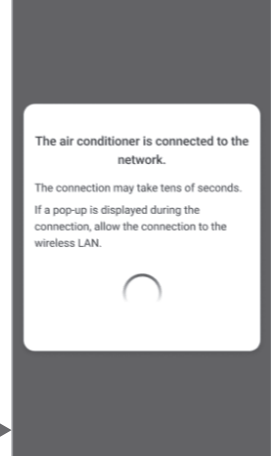 The air conditioner is connected to the
network.
The connection may take tens of seconds.
If a pop-up is displayed during the
connection, allow the connection to the
wireless LAN.